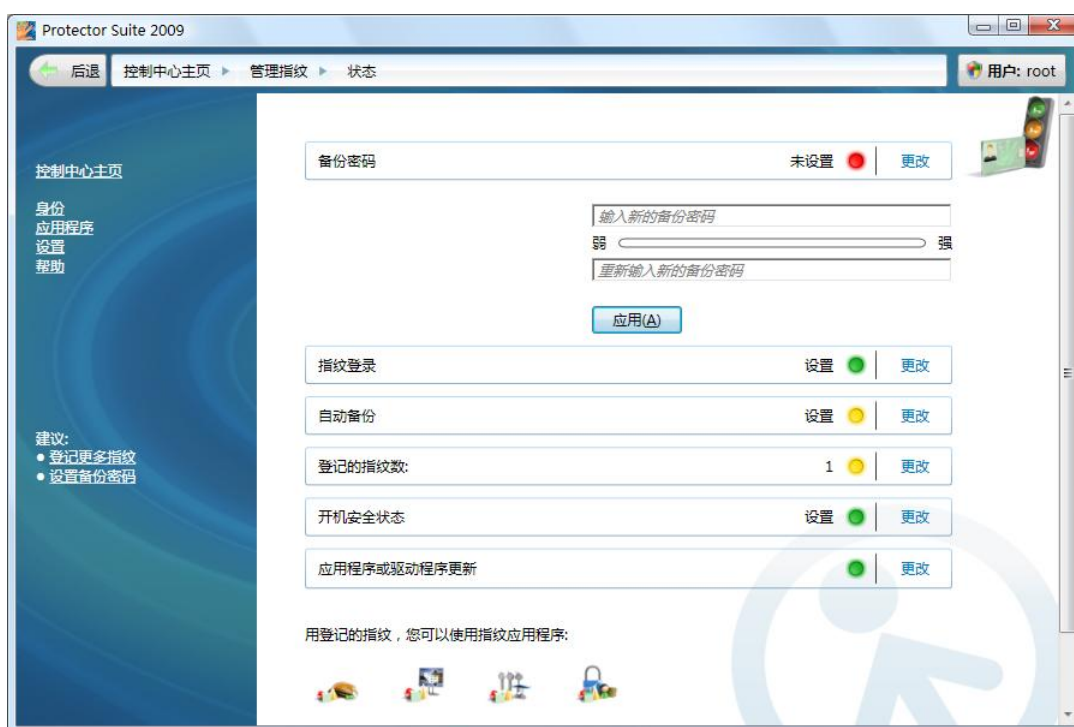 Protector Suite 2009
后退 控制中心主页 管理指纹 状态 用户: root
控制中心主页
身份
应用程序
设置
帮助
建议:
登记更多指纹
设置备份密码
备份密码 未设置 更改
输入新的备份密码
弱 强
重新输入新的备份密码
应用(A)
指纹登录 设置 更改
自动备份 设置 更改
登记的指纹数: 1 更改
开机安全状态 设置 更改
应用程序或驱动程序更新 更改
用登记的指纹，您可以使用指纹应用程序: